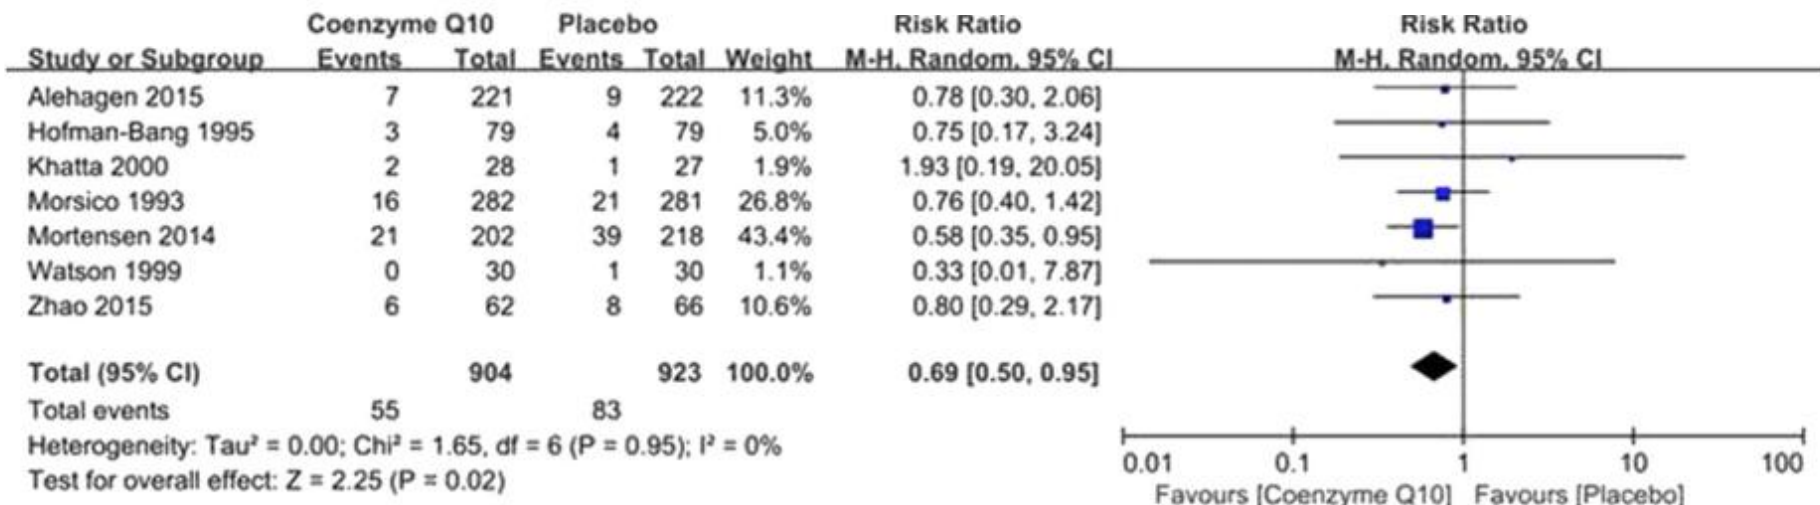 Coenzyme Q10 Placebo Risk Ratio Risk Ratio
Study or Subgroup Events Total Events Total Weight M-H, Random, 95% CI M-H, Random, 95% CI
Alehagen 2015 7 221 9 222 11.3% 0.78 [0.30, 2.06]
Hofman-Bang 1995 3 79 4 79 5.0% 0.75 [0.17, 3.24]
Khatta 2000 2 28 1 27 1.9% 1.93 [0.19, 20.05]
Morsico 1993 16 282 21 281 26.8% 0.76 [0.40, 1.42]
Mortensen 2014 21 202 39 218 43.4% 0.58 [0.35, 0.95]
Watson 1999 0 30 1 30 1.1% 0.33 [0.01, 7.87]
Zhao 2015 6 62 8 66 10.6% 0.80 [0.29, 2.17]
Total (95% CI) 904 923 100.0% 0.69 [0.50, 0.95]
Total events 55 83
Heterogeneity: Tau² = 0.00; Chi² = 1.65, df = 6 (P = 0.95); I² = 0%
Test for overall effect: Z = 2.25 (P = 0.02)
0.01 0.1 1 10 100
Favours [Coenzyme Q10] Favours [Placebo]